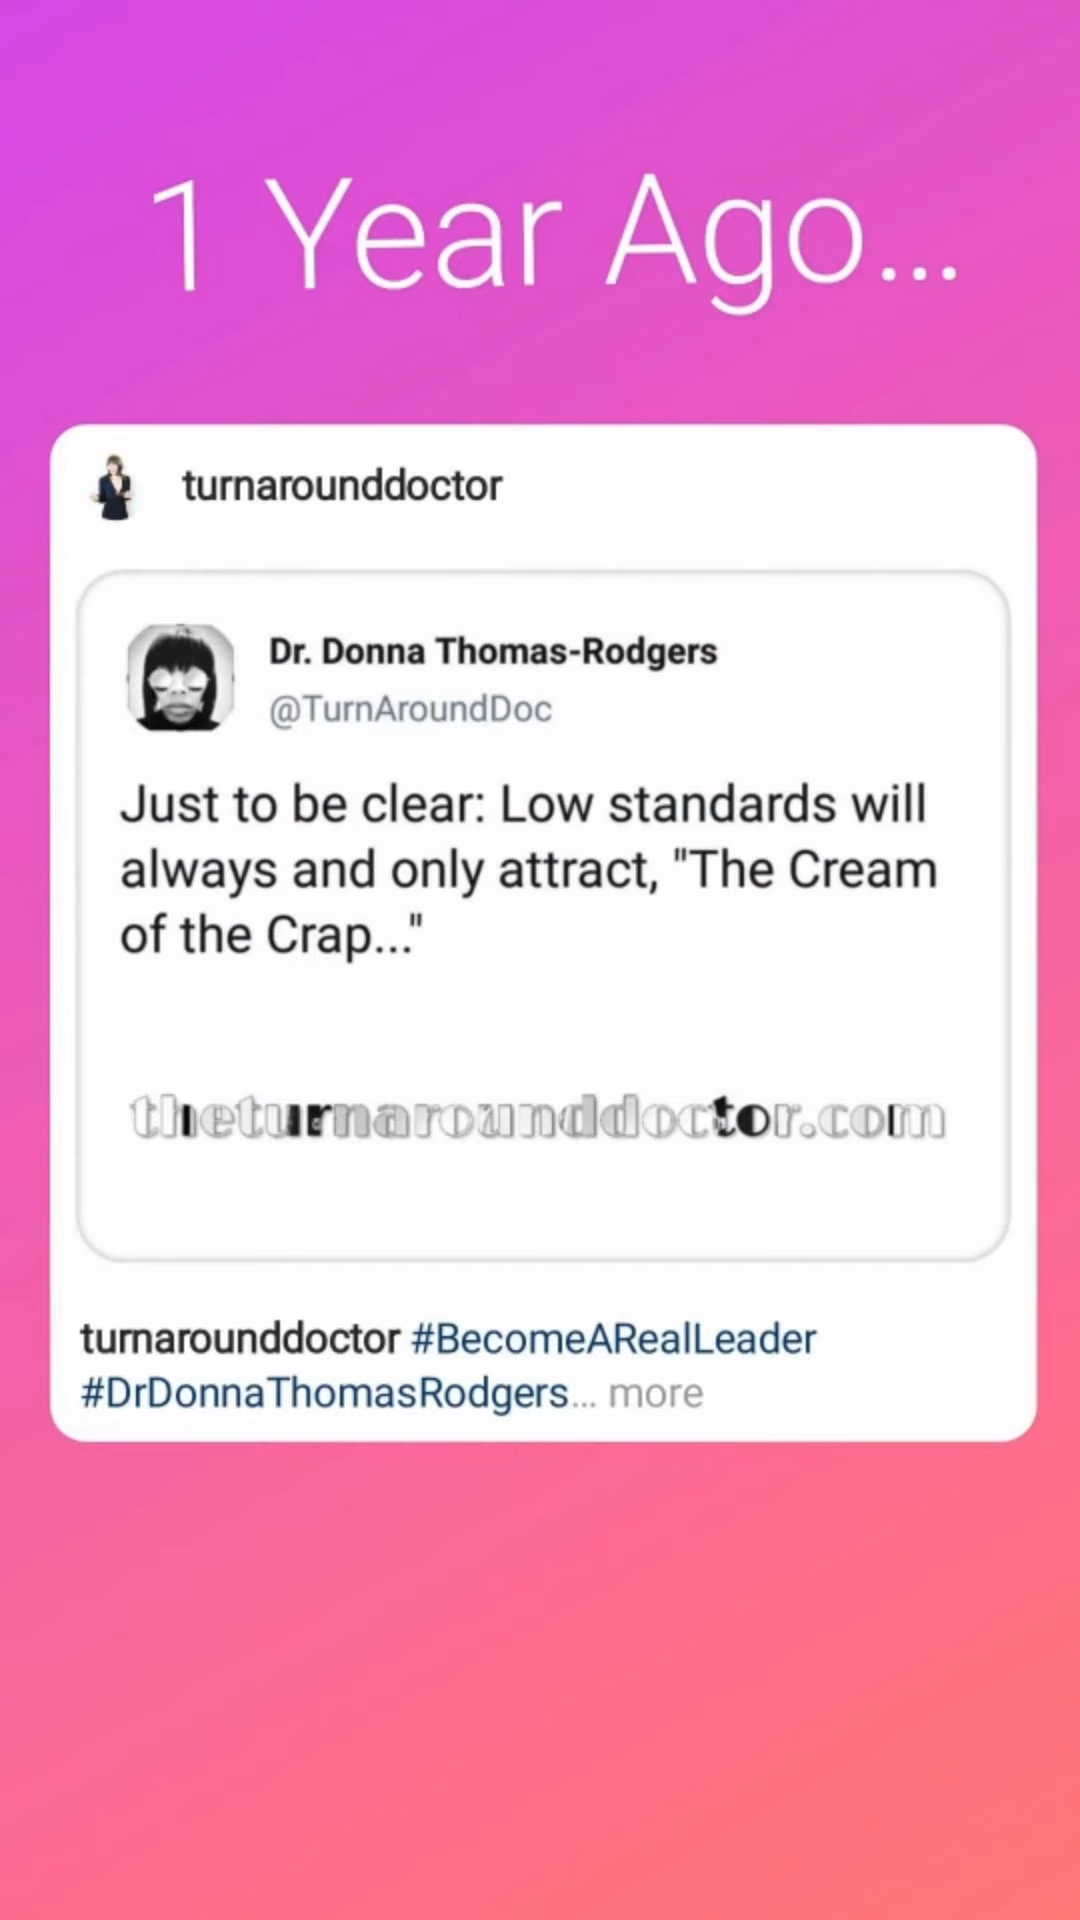 1 Year Ago...
turnarounddoctor
Dr. Donna Thomas-Rodgers
@TurnAroundDoc
Just to be clear: Low standards will
always and only attract, "The Cream
of the Crap..."
theturnarounddoctor.com
turnarounddoctor #BecomeARealLeader
#DrDonnaThomasRodgers... more